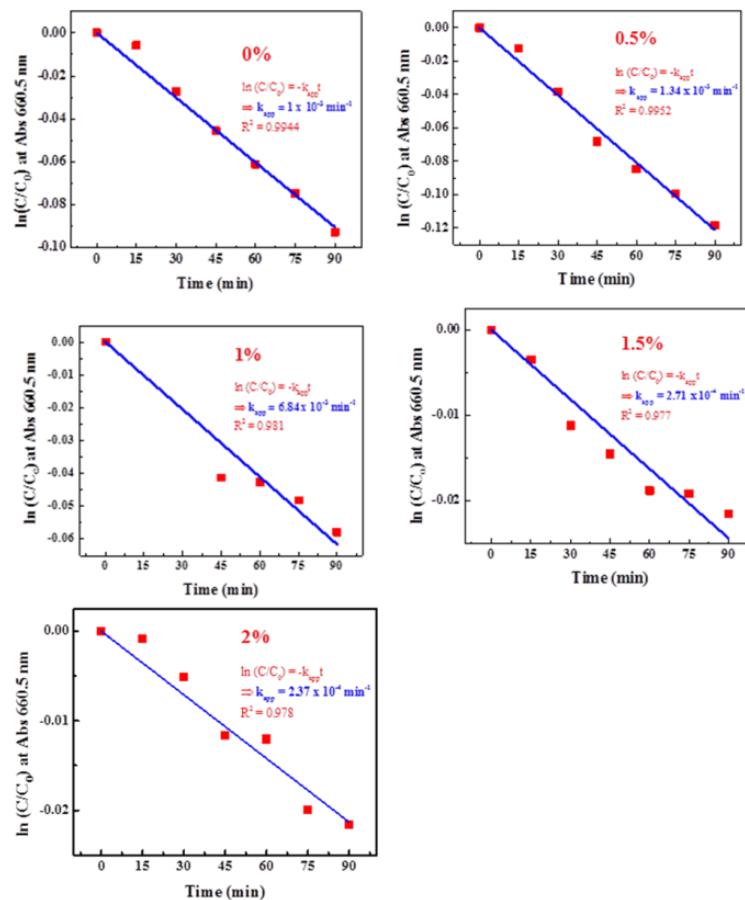 ln(C/C₀) at Abs 660.5 nm
0.00
-0.02
-0.04
-0.06
-0.08
-0.10
0%
ln (C/C₀) = -kₐₚₚt
⇒ kₐₚₚ = 1 x 10⁻³ min⁻¹
R² = 0.9944
0 15 30 45 60 75 90
Time (min)
ln (C/C₀) at Abs 660.5 nm
0.00
-0.02
-0.04
-0.06
-0.08
-0.10
-0.12
0.5%
ln (C/C₀) = -kₐₚₚt
⇒ kₐₚₚ = 1.34 x 10⁻³ min⁻¹
R² = 0.9952
0 15 30 45 60 75 90
Time (min)
ln (C/C₀) at Abs 660.5 nm
0.00
-0.01
-0.02
-0.03
-0.04
-0.05
-0.06
1%
ln (C/C₀) = -kₐₚₚt
⇒ kₐₚₚ = 6.84 x 10⁻³ min⁻¹
R² = 0.981
0 15 30 45 60 75 90
Time (min)
ln (C/C₀) at Abs 660.5 nm
0.00
-0.01
-0.02
1.5%
ln (C/C₀) = -kₐₚₚt
⇒ kₐₚₚ = 2.71 x 10⁻⁴ min⁻¹
R² = 0.977
0 15 30 45 60 75 90
Time (min)
ln (C/C₀) at Abs 660.5 nm
0.00
-0.01
-0.02
2%
ln (C/C₀) = -kₐₚₚt
⇒ kₐₚₚ = 2.37 x 10⁻⁴ min⁻¹
R² = 0.978
0 15 30 45 60 75 90
Time (min)